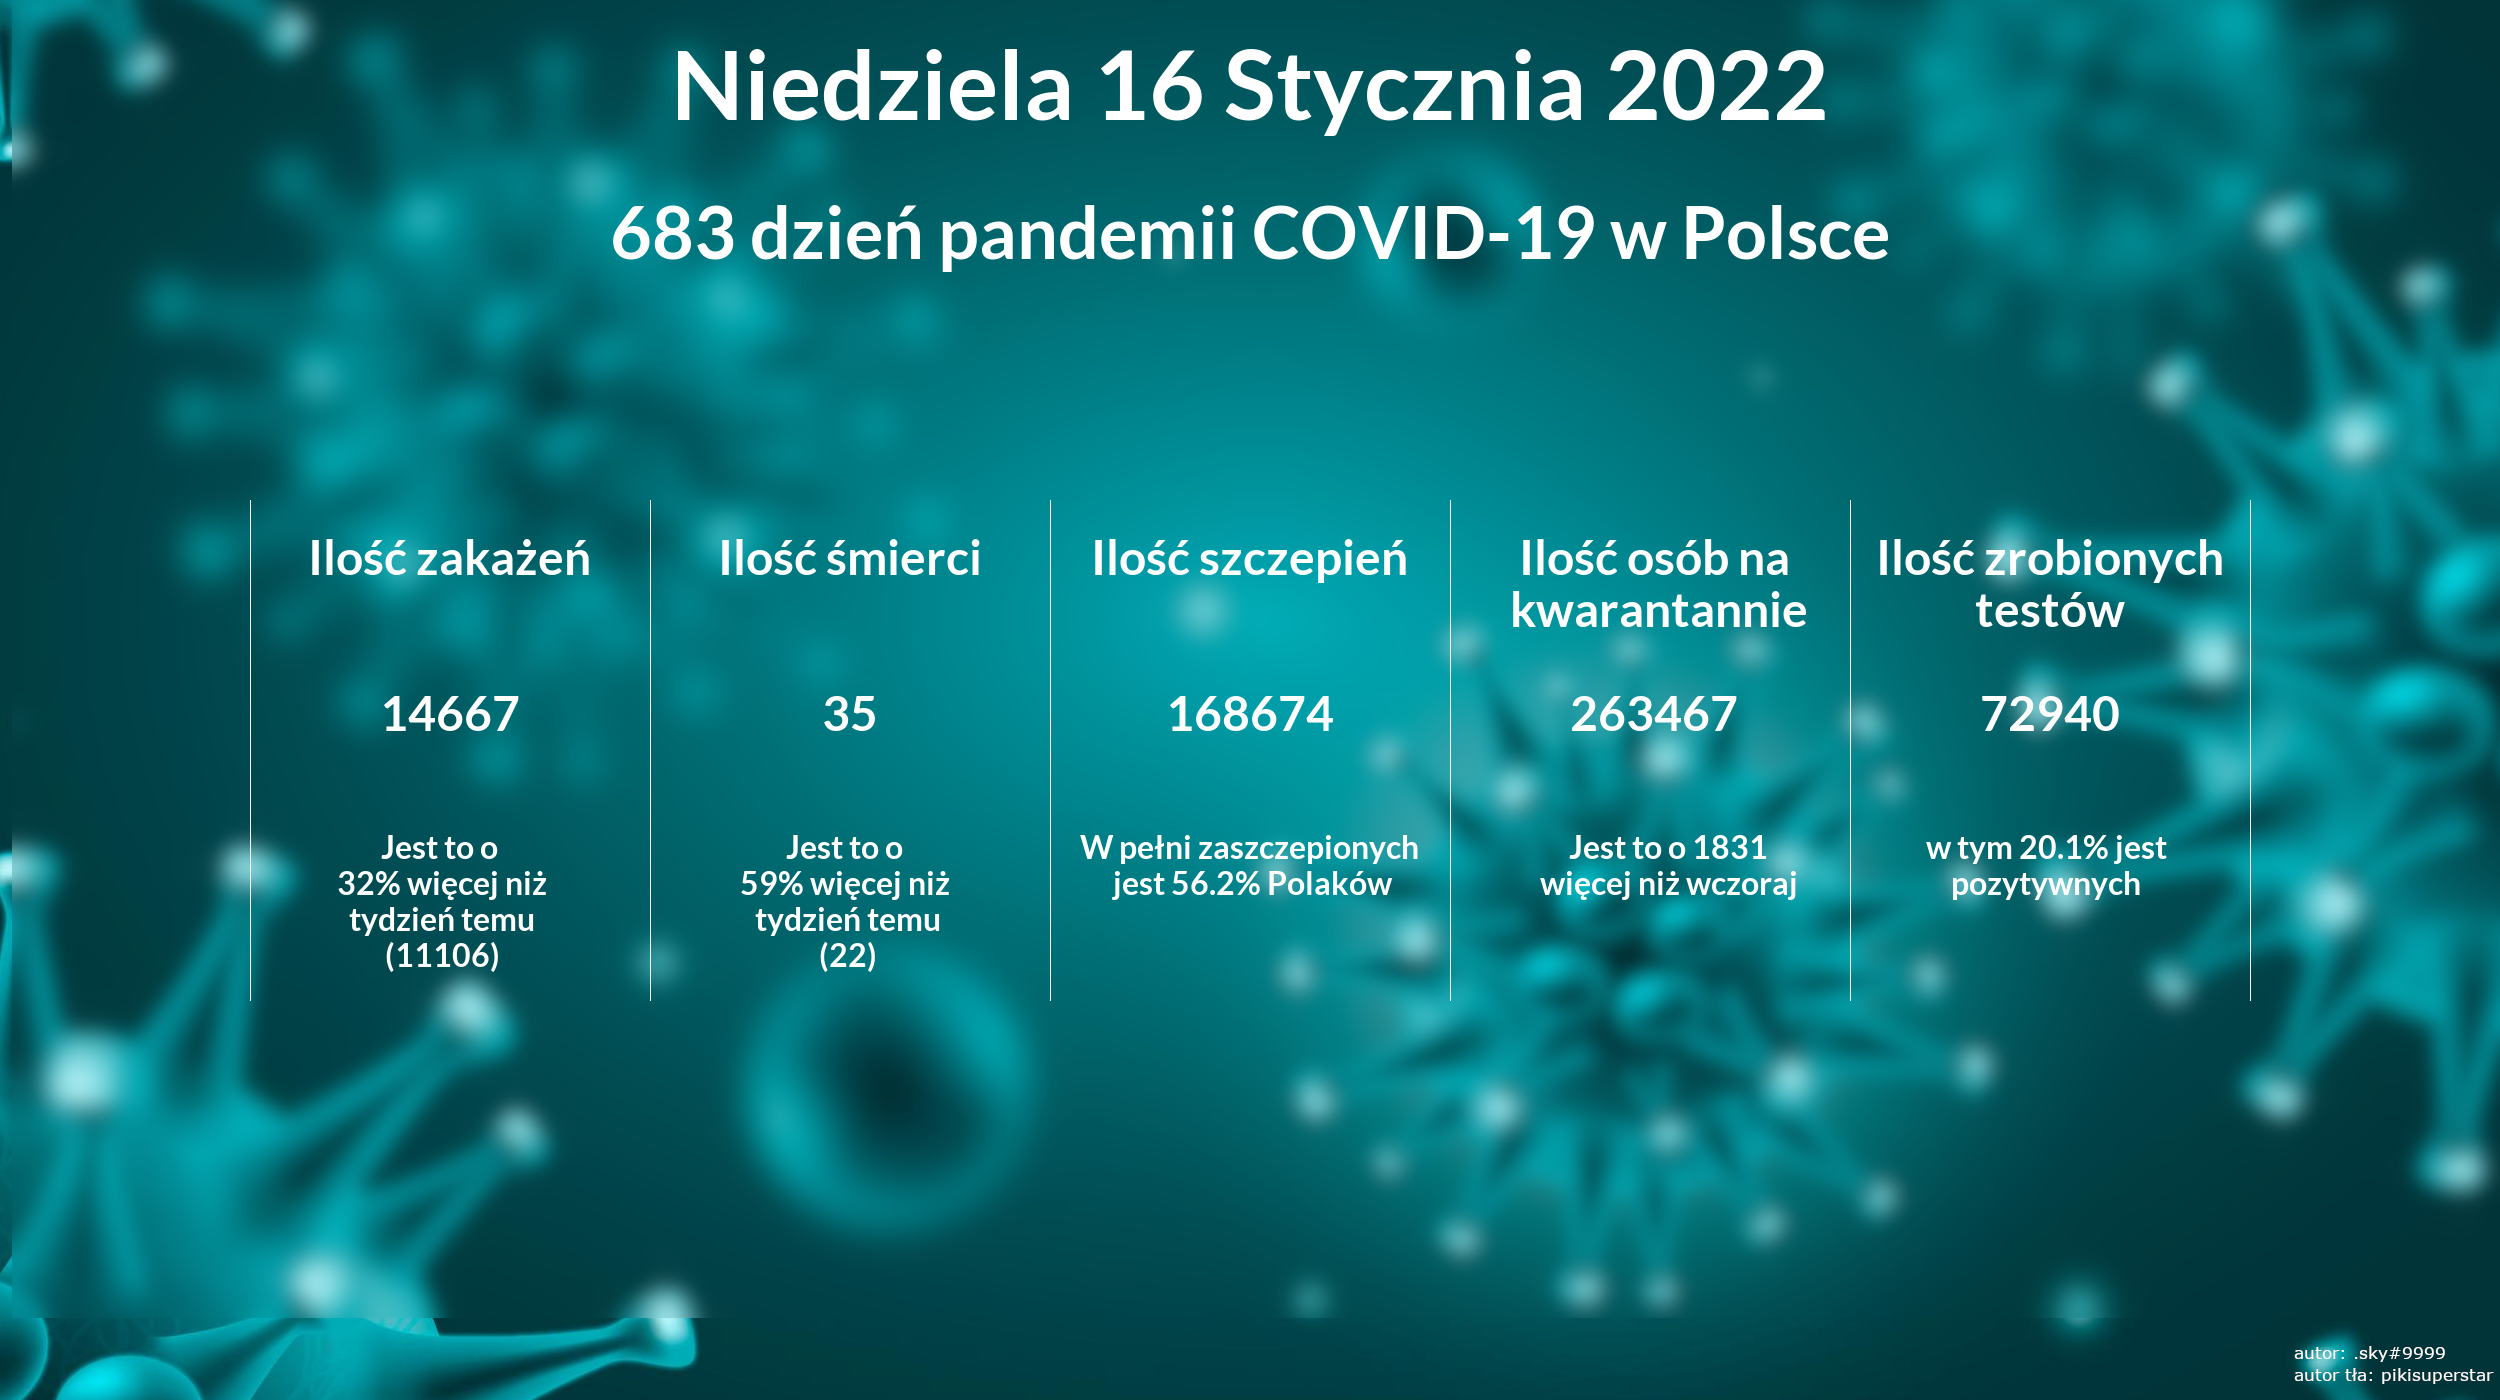 Niedziela 16 Stycznia 2022
683 dzień pandemii COVID-19 w Polsce
Ilość zakażeń
14667
Jest to o
32% więcej niż
tydzień temu
(11106)
Ilość śmierci
35
Jest to o
59% więcej niż
tydzień temu
(22)
Ilość szczepień
168674
W pełni zaszczepionych
jest 56.2% Polaków
Ilość osób na
kwarantannie
263467
Jest to o 1831
więcej niż wczoraj
Ilość zrobionych
testów
72940
w tym 20.1% jest
pozytywnych
autor: .sky#9999
autor tła: pikisuperstar